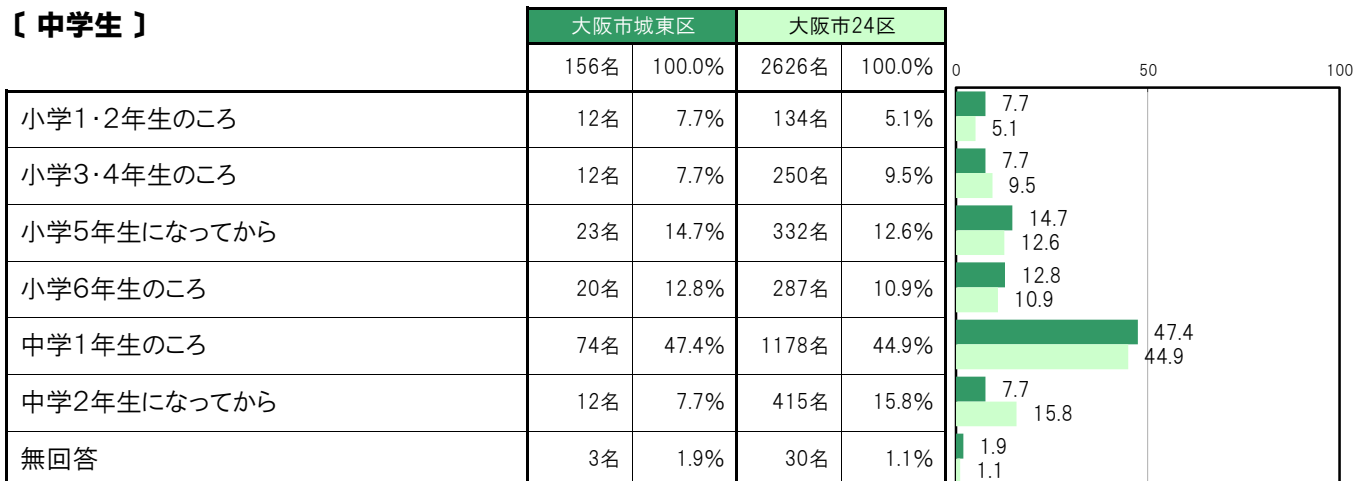 〔 中学生 〕
大阪市城東区 大阪市24区
156名 100.0% 2626名 100.0%
0 50 100
小学1・2年生のころ 12名 7.7% 134名 5.1%
7.7
5.1
小学3・4年生のころ 12名 7.7% 250名 9.5%
7.7
9.5
小学5年生になってから 23名 14.7% 332名 12.6%
14.7
12.6
小学6年生のころ 20名 12.8% 287名 10.9%
12.8
10.9
中学1年生のころ 74名 47.4% 1178名 44.9%
47.4
44.9
中学2年生になってから 12名 7.7% 415名 15.8%
7.7
15.8
無回答 3名 1.9% 30名 1.1%
1.9
1.1